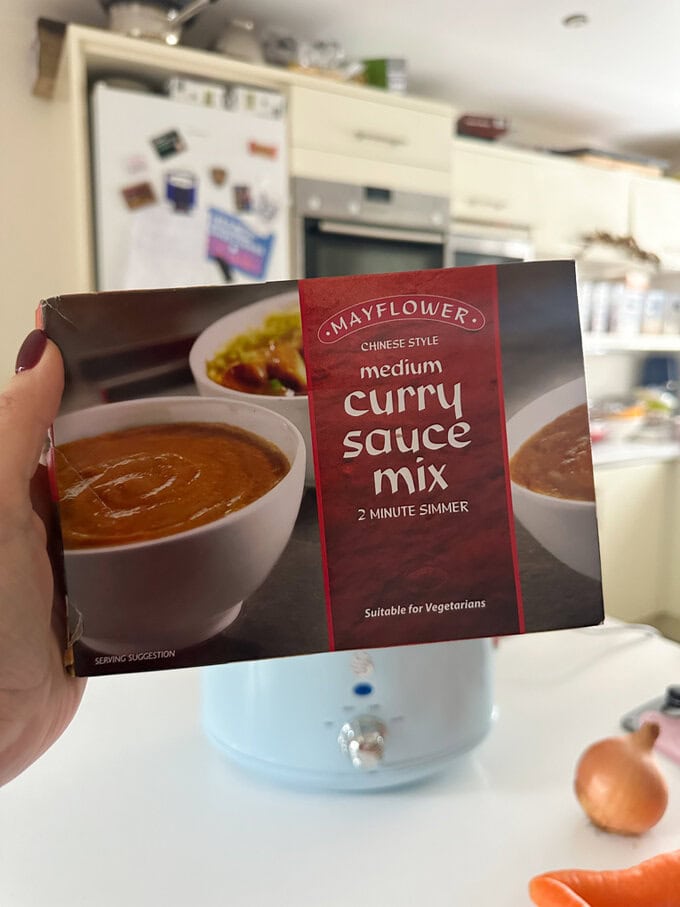 ·MAYFLOWER·
CHINESE STYLE
medium
curry
sauce
mix
2 MINUTE SIMMER
Suitable for Vegetarians
SERVING SUGGESTION